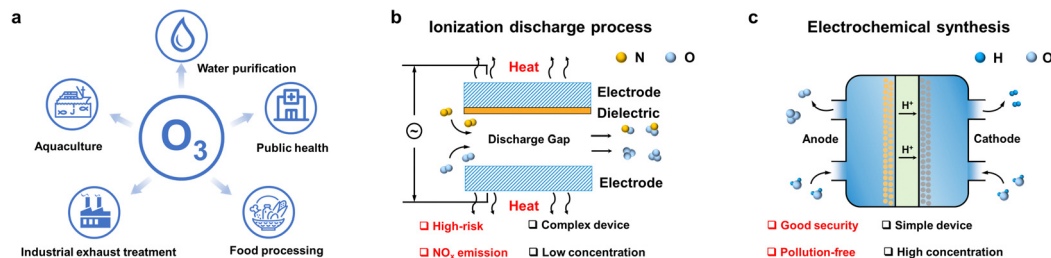 a
O3
Water purification
Aquaculture
Public health
Industrial exhaust treatment
Food processing
b
Ionization discharge process
Heat
N
O
Electrode
Dielectric
~
Discharge Gap
Electrode
Heat
High-risk
Complex device
NOx emission
Low concentration
c
Electrochemical synthesis
H
O
H+
Anode
Cathode
H+
Good security
Simple device
Pollution-free
High concentration